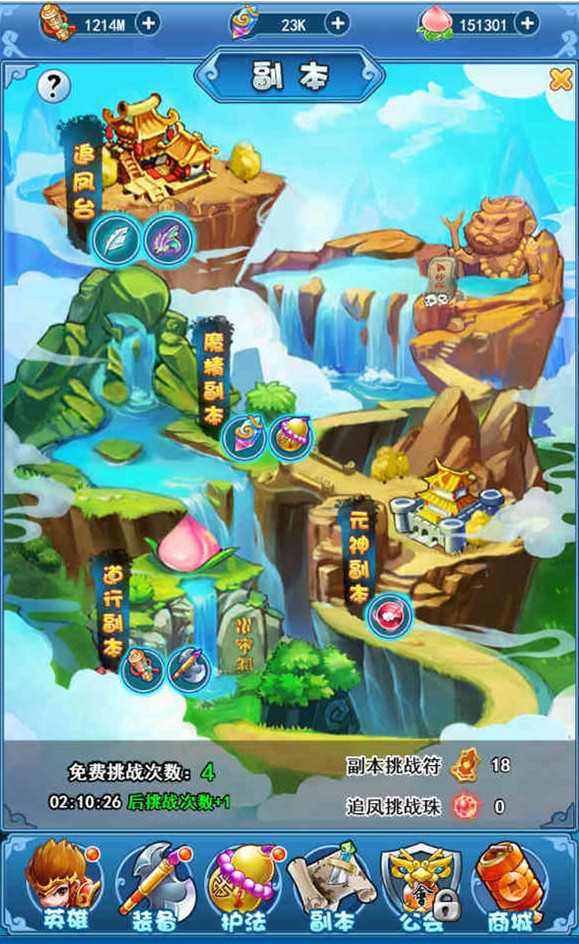 1214M
23K
151301
副本
?
追凤台
魔精副本
元神副本
道行副本
免费挑战次数：4
02:10:26 后挑战次数+1
副本挑战符 18
追凤挑战珠 0
英雄
装备
护法
副本
公会
商城